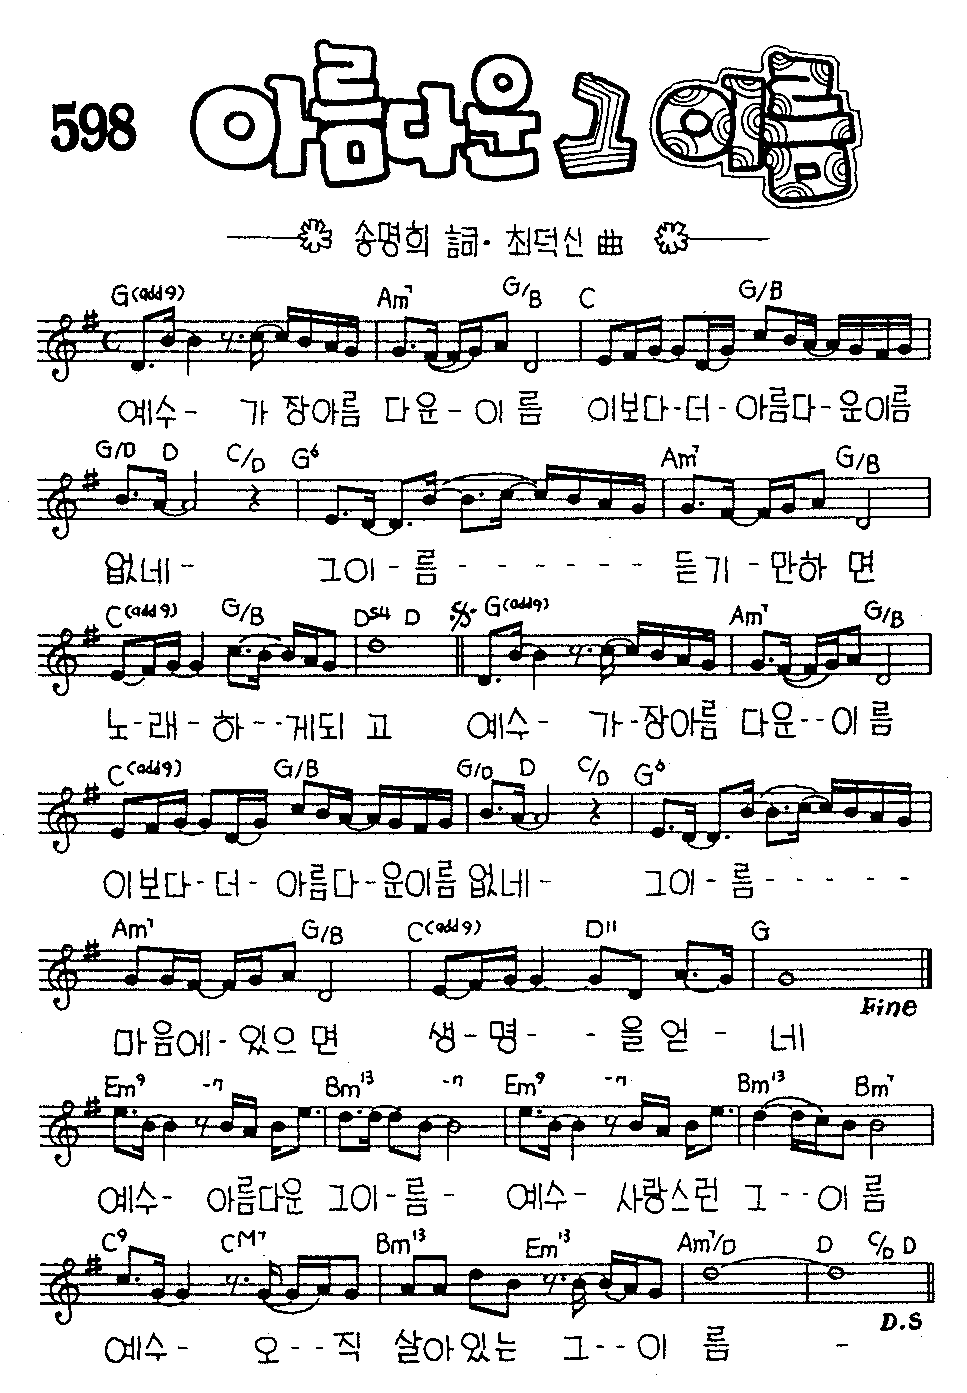 598 아름다운 그 이름
송명희 詞· 최덕신 曲
G(add9) Am7 G/B C G/B
예수- 가 장아름 다운-이 름 이보다-더-아름다-운이름
G/D D C/D G6 Am7 G/B
없네- 그이-름------ 듣기-만하 면
C(add9) G/B Dsu4 D G(add9) Am7 G/B
노-래-하--게되 고 예수- 가-장아름 다운--이 름
C(add9) G/B G/D D C/D G6
이보다-더-아름다-운이름 없네- 그이-름-----
Am7 G/B C(add9) D11 G
마음에-있으 면 생-명--을얻- 네
Fine
Em9 -7 Bm13 -7 Em9 -7 Bm13 Bm7
예수- 아름다운 그이-름- 예수- 사랑스런 그--이 름
C9 CM7 Bm13 Em13 Am7/D D C/D D
예수- 오--직 살아있는 그--이 름 -
D.S